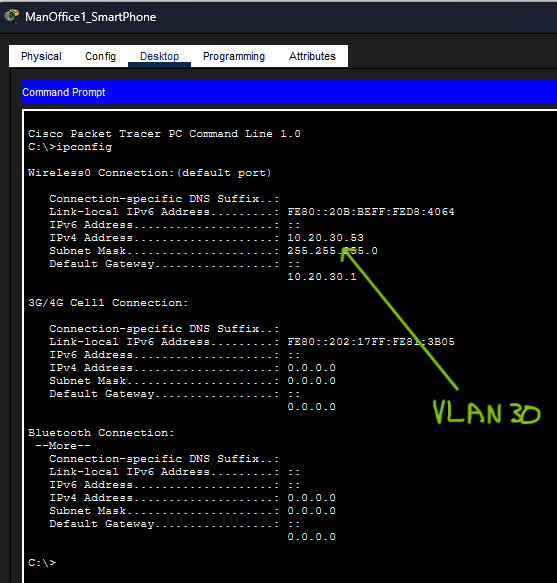 ManOffice1_SmartPhone
Physical Config Desktop Programming Attributes
Command Prompt
Cisco Packet Tracer PC Command Line 1.0
C:\>ipconfig
Wireless0 Connection:(default port)
Connection-specific DNS Suffix..:
Link-local IPv6 Address.........: FE80::20B:BEFF:FED8:4064
IPv6 Address....................: ::
IPv4 Address....................: 10.20.30.53
Subnet Mask.....................: 255.255.255.0
Default Gateway.................: ::
10.20.30.1
3G/4G Cell1 Connection:
Connection-specific DNS Suffix..:
Link-local IPv6 Address.........: FE80::202:17FF:FE81:3B05
IPv6 Address....................: ::
IPv4 Address....................: 0.0.0.0
Subnet Mask.....................: 0.0.0.0
Default Gateway.................: ::
0.0.0.0
VLAN 30
Bluetooth Connection:
--More--
Connection-specific DNS Suffix..:
Link-local IPv6 Address.........: ::
IPv6 Address....................: ::
IPv4 Address....................: 0.0.0.0
Subnet Mask.....................: 0.0.0.0
Default Gateway.................: ::
0.0.0.0
C:\>